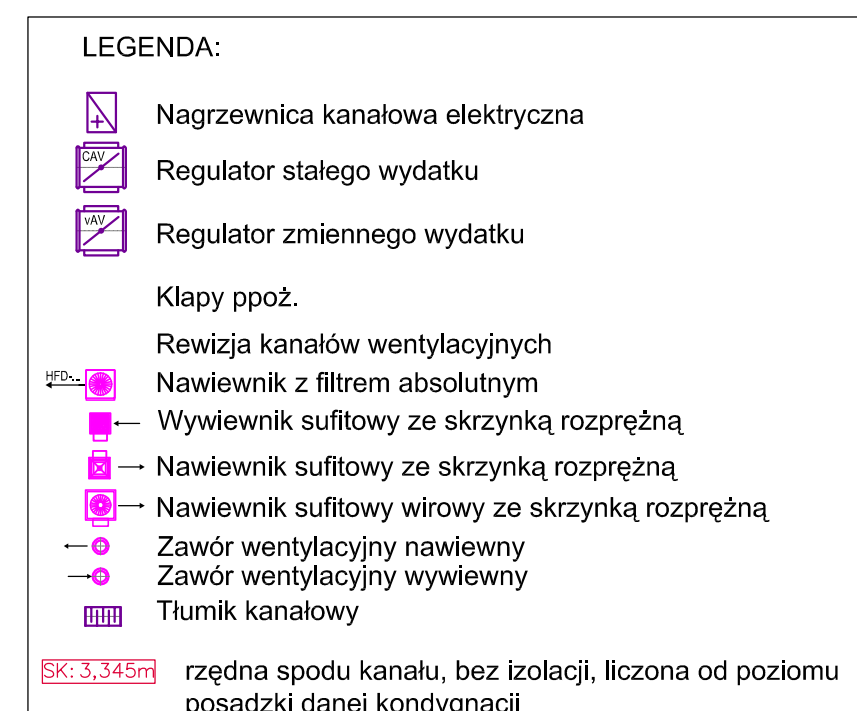 LEGENDA:
Nagrzewnica kanałowa elektryczna
CAV
Regulator stałego wydatku
vAV
Regulator zmiennego wydatku
Klapy ppoż.
Rewizja kanałów wentylacyjnych
HFD-..
Nawiewnik z filtrem absolutnym
Wywiewnik sufitowy ze skrzynką rozprężną
Nawiewnik sufitowy ze skrzynką rozprężną
Nawiewnik sufitowy wirowy ze skrzynką rozprężną
Zawór wentylacyjny nawiewny
Zawór wentylacyjny wywiewny
Tłumik kanałowy
SK: 3,345m rzędna spodu kanału, bez izolacji, liczona od poziomu
posadzki danej kondygnacji